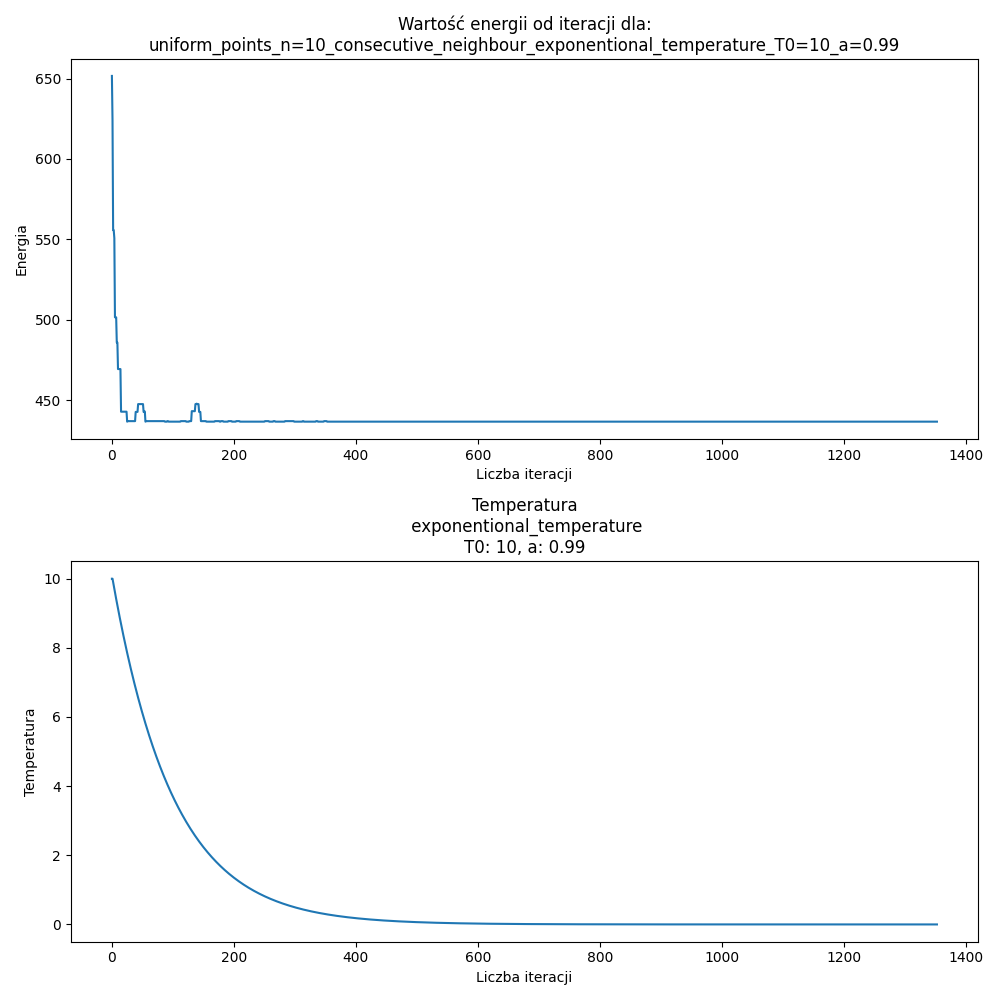 Wartość energii od iteracji dla:
uniform_points_n=10_consecutive_neighbour_exponentional_temperature_T0=10_a=0.99
650
600
550
500
450
Energia
0 200 400 600 800 1000 1200 1400
Liczba iteracji
Temperatura
exponentional_temperature
T0: 10, a: 0.99
10
8
6
4
2
0
Temperatura
0 200 400 600 800 1000 1200 1400
Liczba iteracji